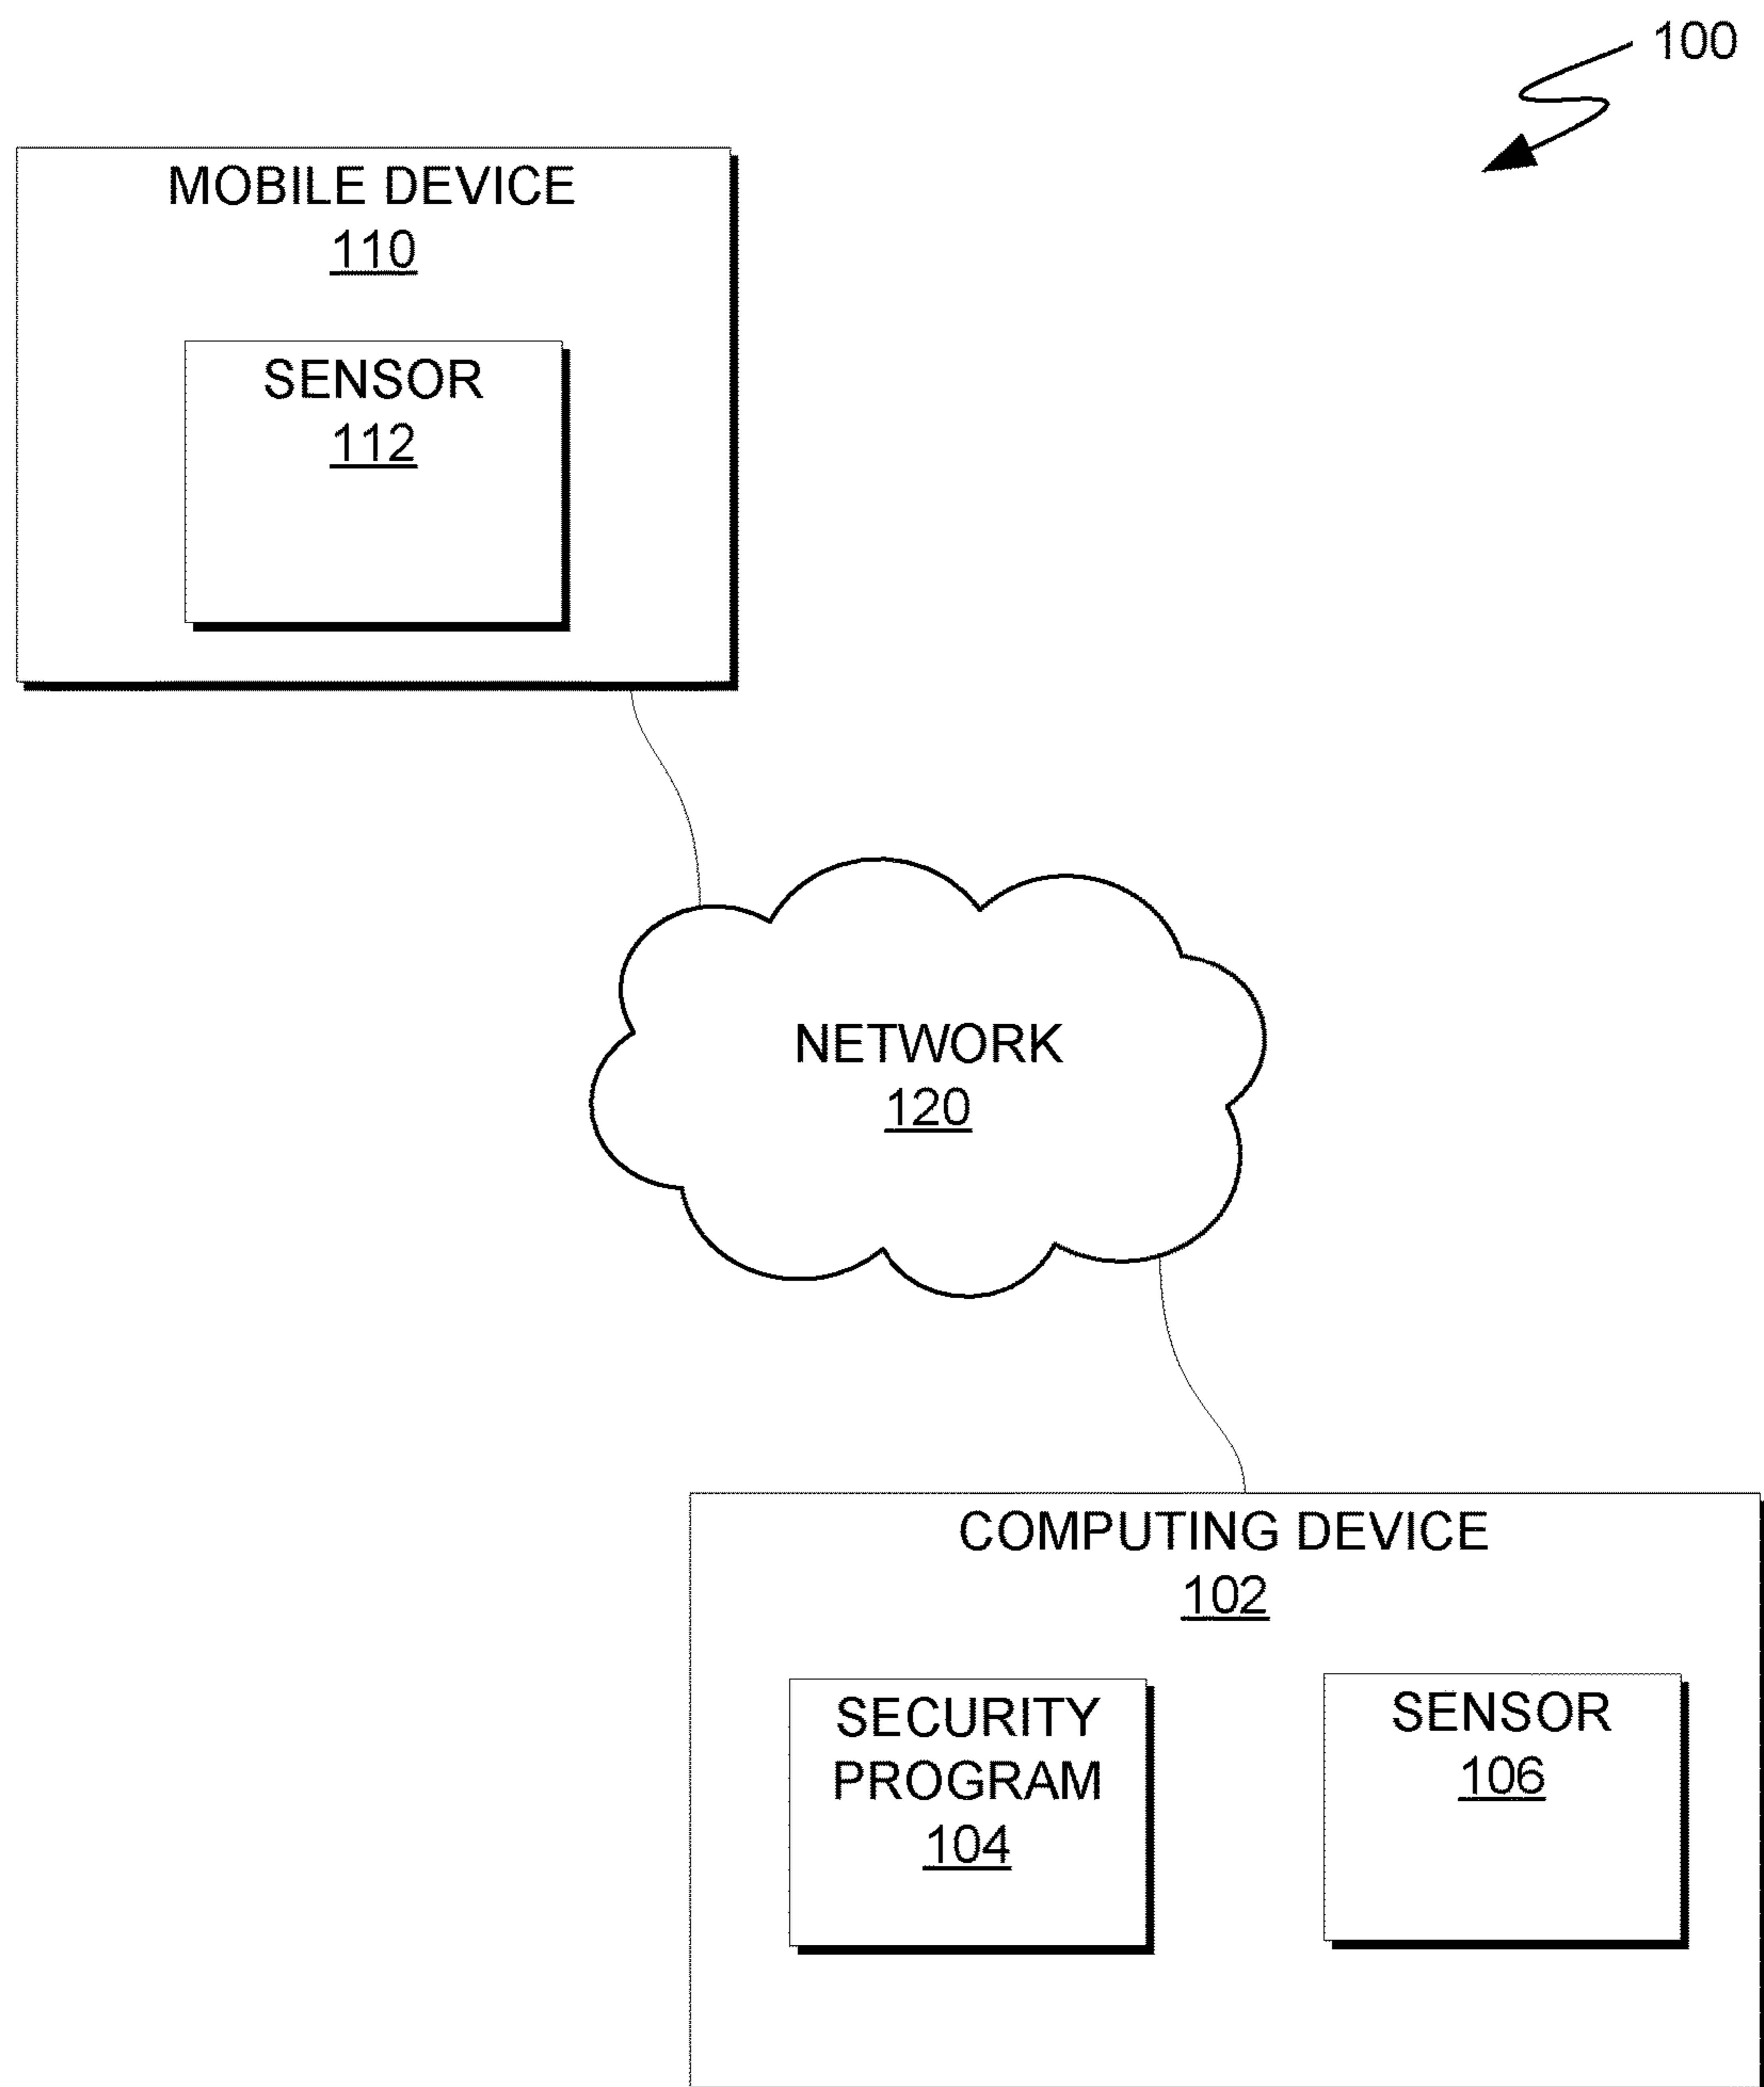 100
MOBILE DEVICE
110
SENSOR
112
NETWORK
120
COMPUTING DEVICE
102
SECURITY
PROGRAM
104
SENSOR
106